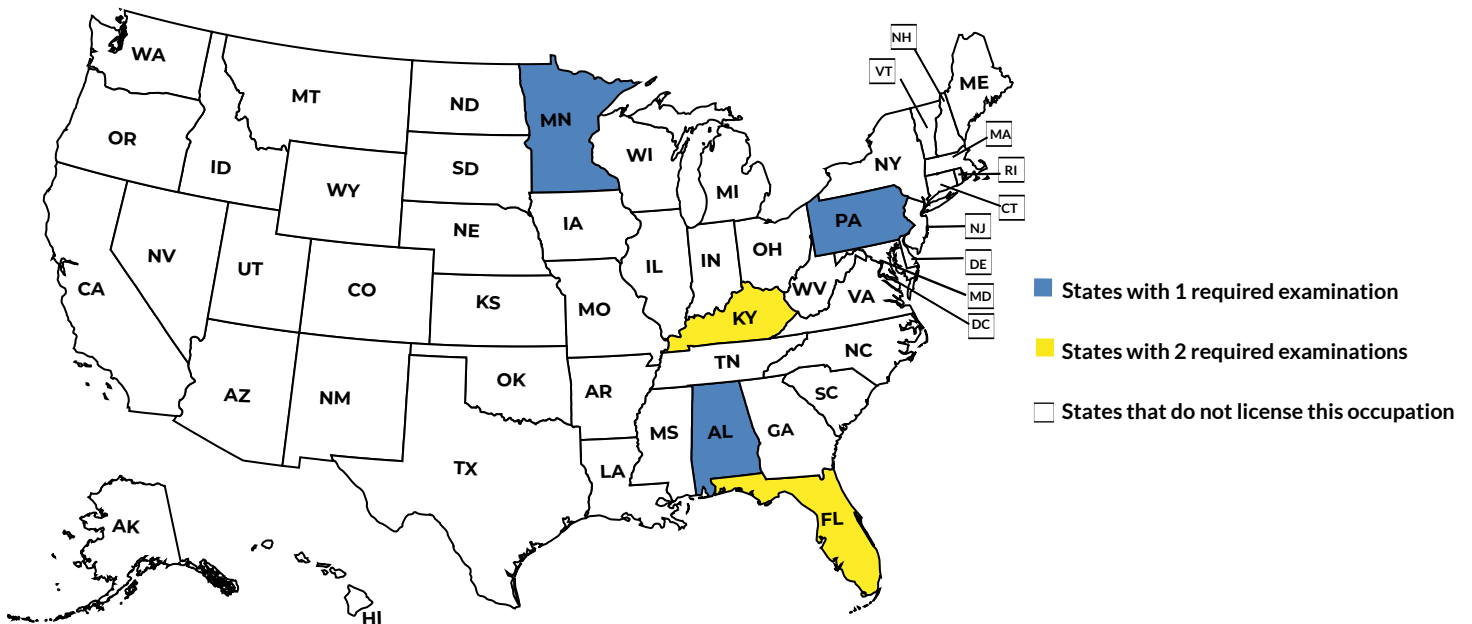 WA
NH
VT
ME
MT
ND
MN
OR
MA
WI
NY
ID
SD
RI
WY
MI
CT
PA
IA
NE
NJ
NV
OH
UT
IL
IN
DE
CA
CO
WV
VA
MD
States with 1 required examination
KS
MO
KY
DC
States with 2 required examinations
NC
TN
OK
AR
AZ
NM
SC
States that do not license this occupation
MS
AL
GA
TX
LA
FL
AK
HI